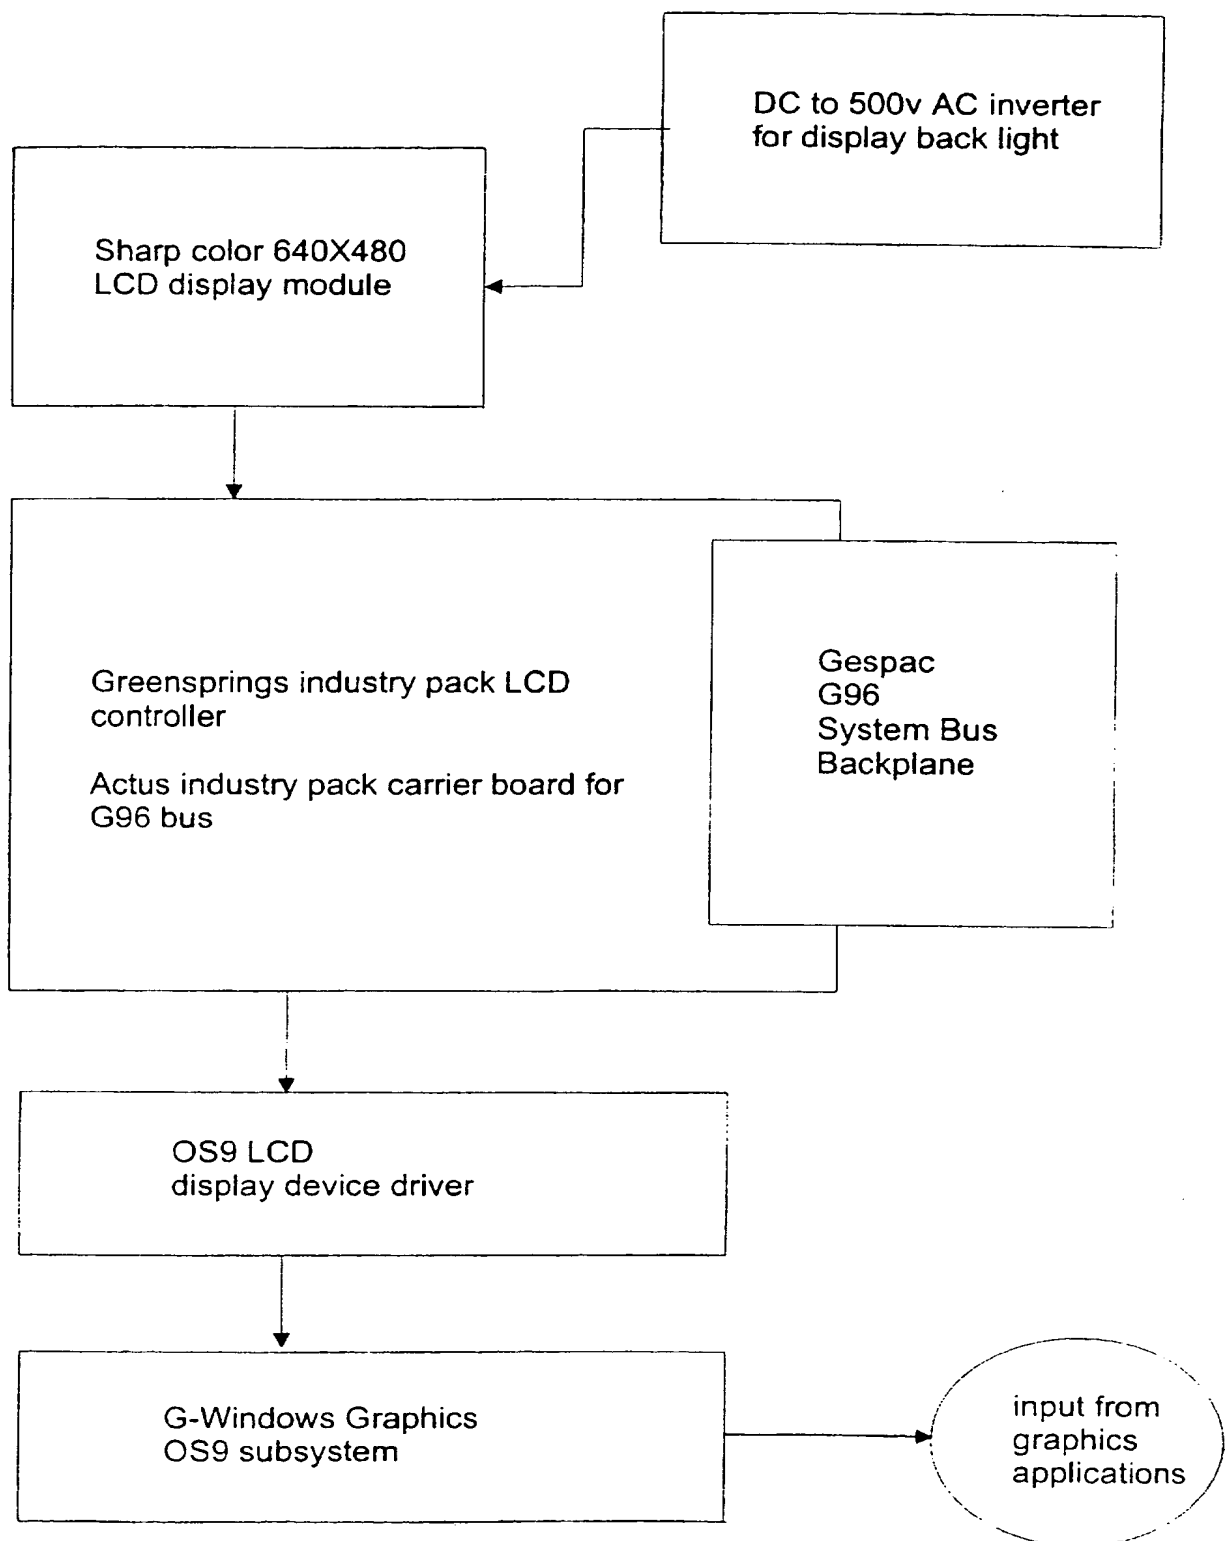 DC to 500v AC inverter
for display back light
Sharp color 640X480
LCD display module
Greensprings industry pack LCD
controller
Actus industry pack carrier board for
G96 bus
Gespac
G96
System Bus
Backplane
OS9 LCD
display device driver
G-Windows Graphics
OS9 subsystem
input from
graphics
applications